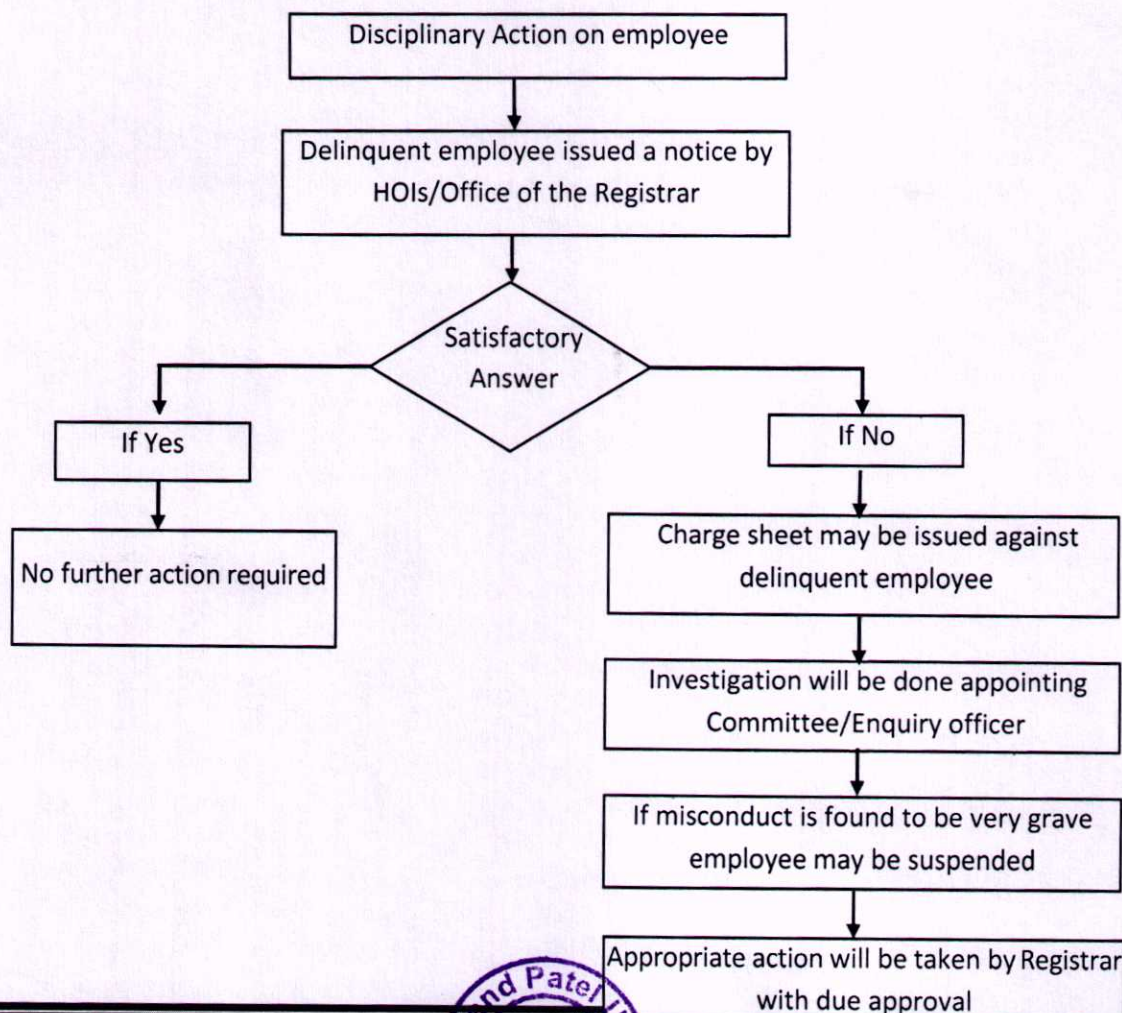 Disciplinary Action on employee
Delinquent employee issued a notice by
HOIs/Office of the Registrar
Satisfactory
Answer
If Yes
No further action required
If No
Charge sheet may be issued against
delinquent employee
Investigation will be done appointing
Committee/Enquiry officer
If misconduct is found to be very grave
employee may be suspended
Appropriate action will be taken by Registrar
with due approval
Patel